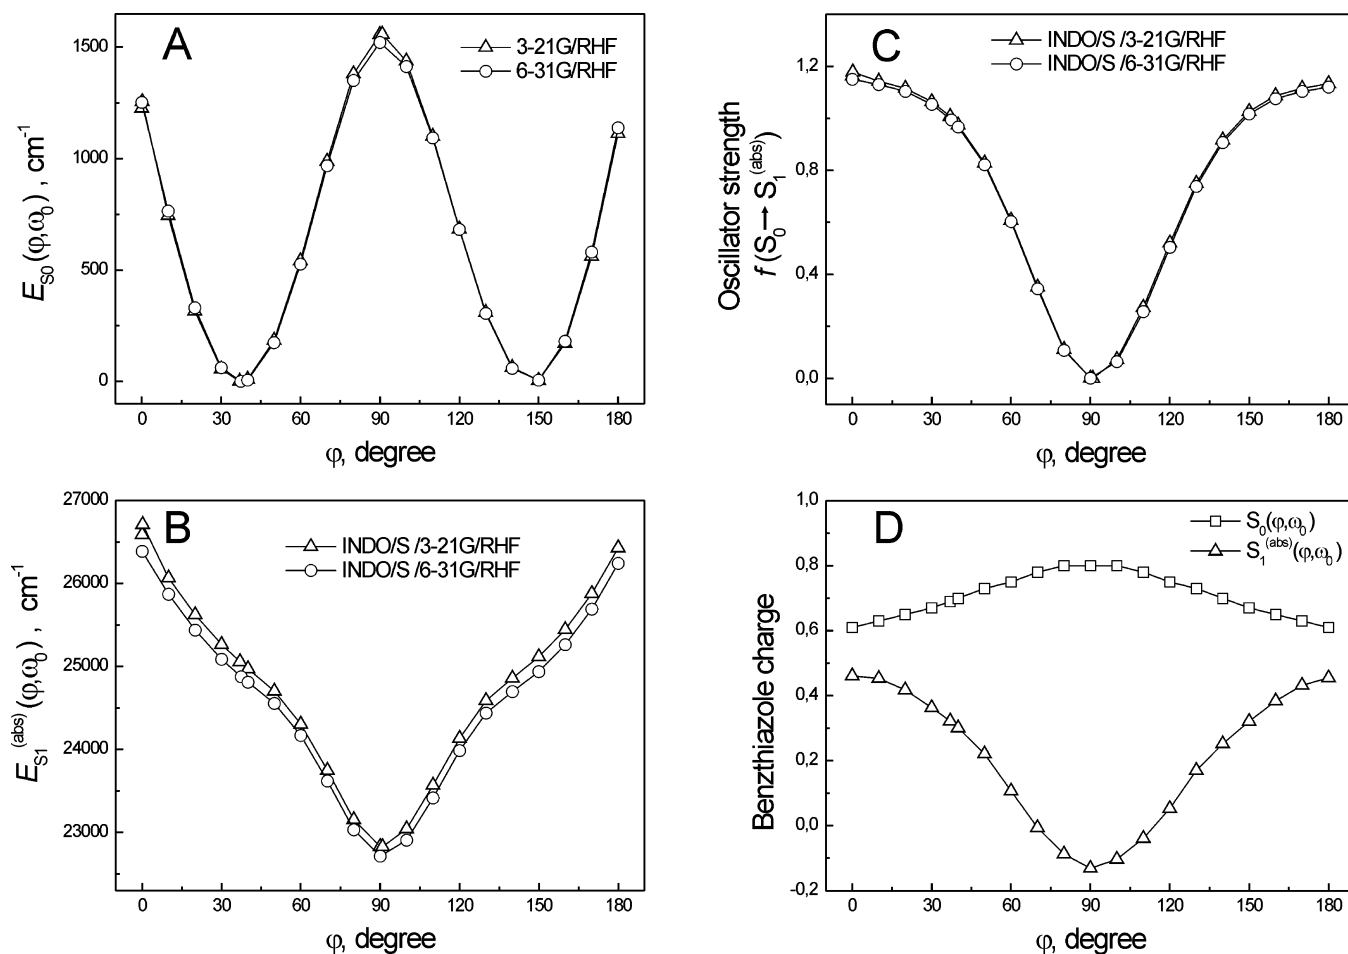 A
3-21G/RHF
6-31G/RHF
E_S0(φ,ω_0) , cm^-1
1500
1000
500
0
0 30 60 90 120 150 180
φ, degree
C
INDO/S /3-21G/RHF
INDO/S /6-31G/RHF
Oscillator strength
f (S_0→ S_1^(abs))
1,2
0,8
0,4
0,0
0 30 60 90 120 150 180
φ, degree
B
INDO/S /3-21G/RHF
INDO/S /6-31G/RHF
E_S1^(abs)(φ,ω_0) , cm^-1
27000
26000
25000
24000
23000
0 30 60 90 120 150 180
φ, degree
D
S_0(φ,ω_0)
S_1^(abs)(φ,ω_0)
Benzthiazole charge
1,0
0,8
0,6
0,4
0,2
0,0
-0,2
0 30 60 90 120 150 180
φ, degree